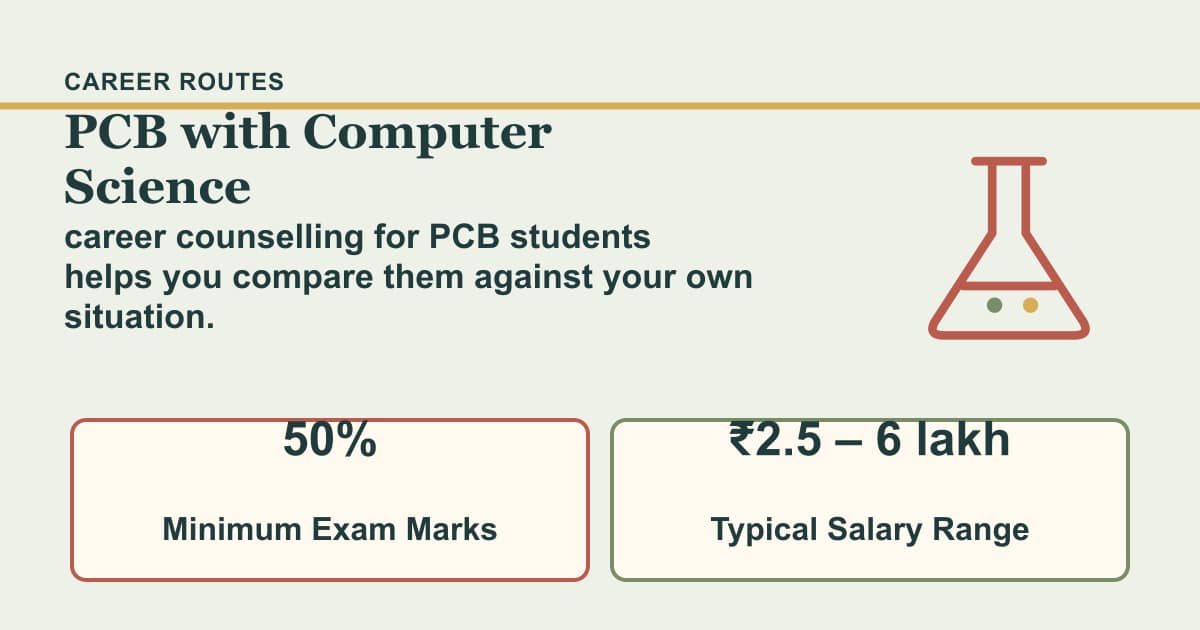 CAREER ROUTES
PCB with Computer
Science
career counselling for PCB students
helps you compare them against your own
situation.
50%
Minimum Exam Marks
₹2.5 – 6 lakh
Typical Salary Range